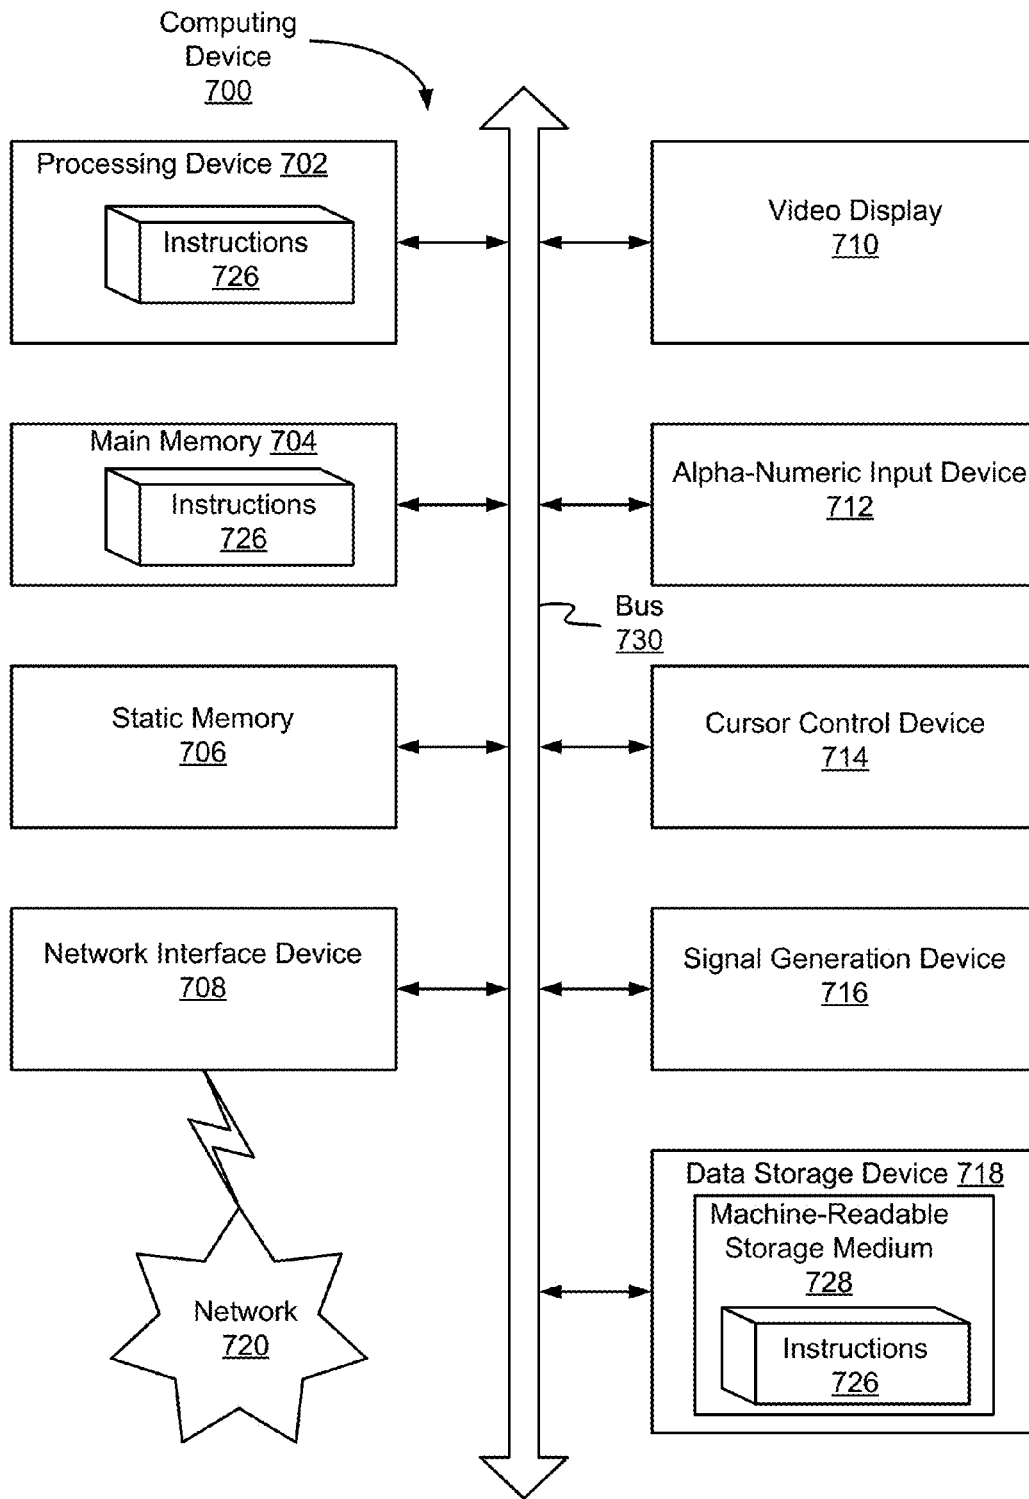 Computing
Device
700
Processing Device 702
Instructions
726
Video Display
710
Main Memory 704
Instructions
726
Alpha-Numeric Input Device
712
Bus
730
Static Memory
706
Cursor Control Device
714
Network Interface Device
708
Signal Generation Device
716
Data Storage Device 718
Machine-Readable
Storage Medium
728
Instructions
726
Network
720